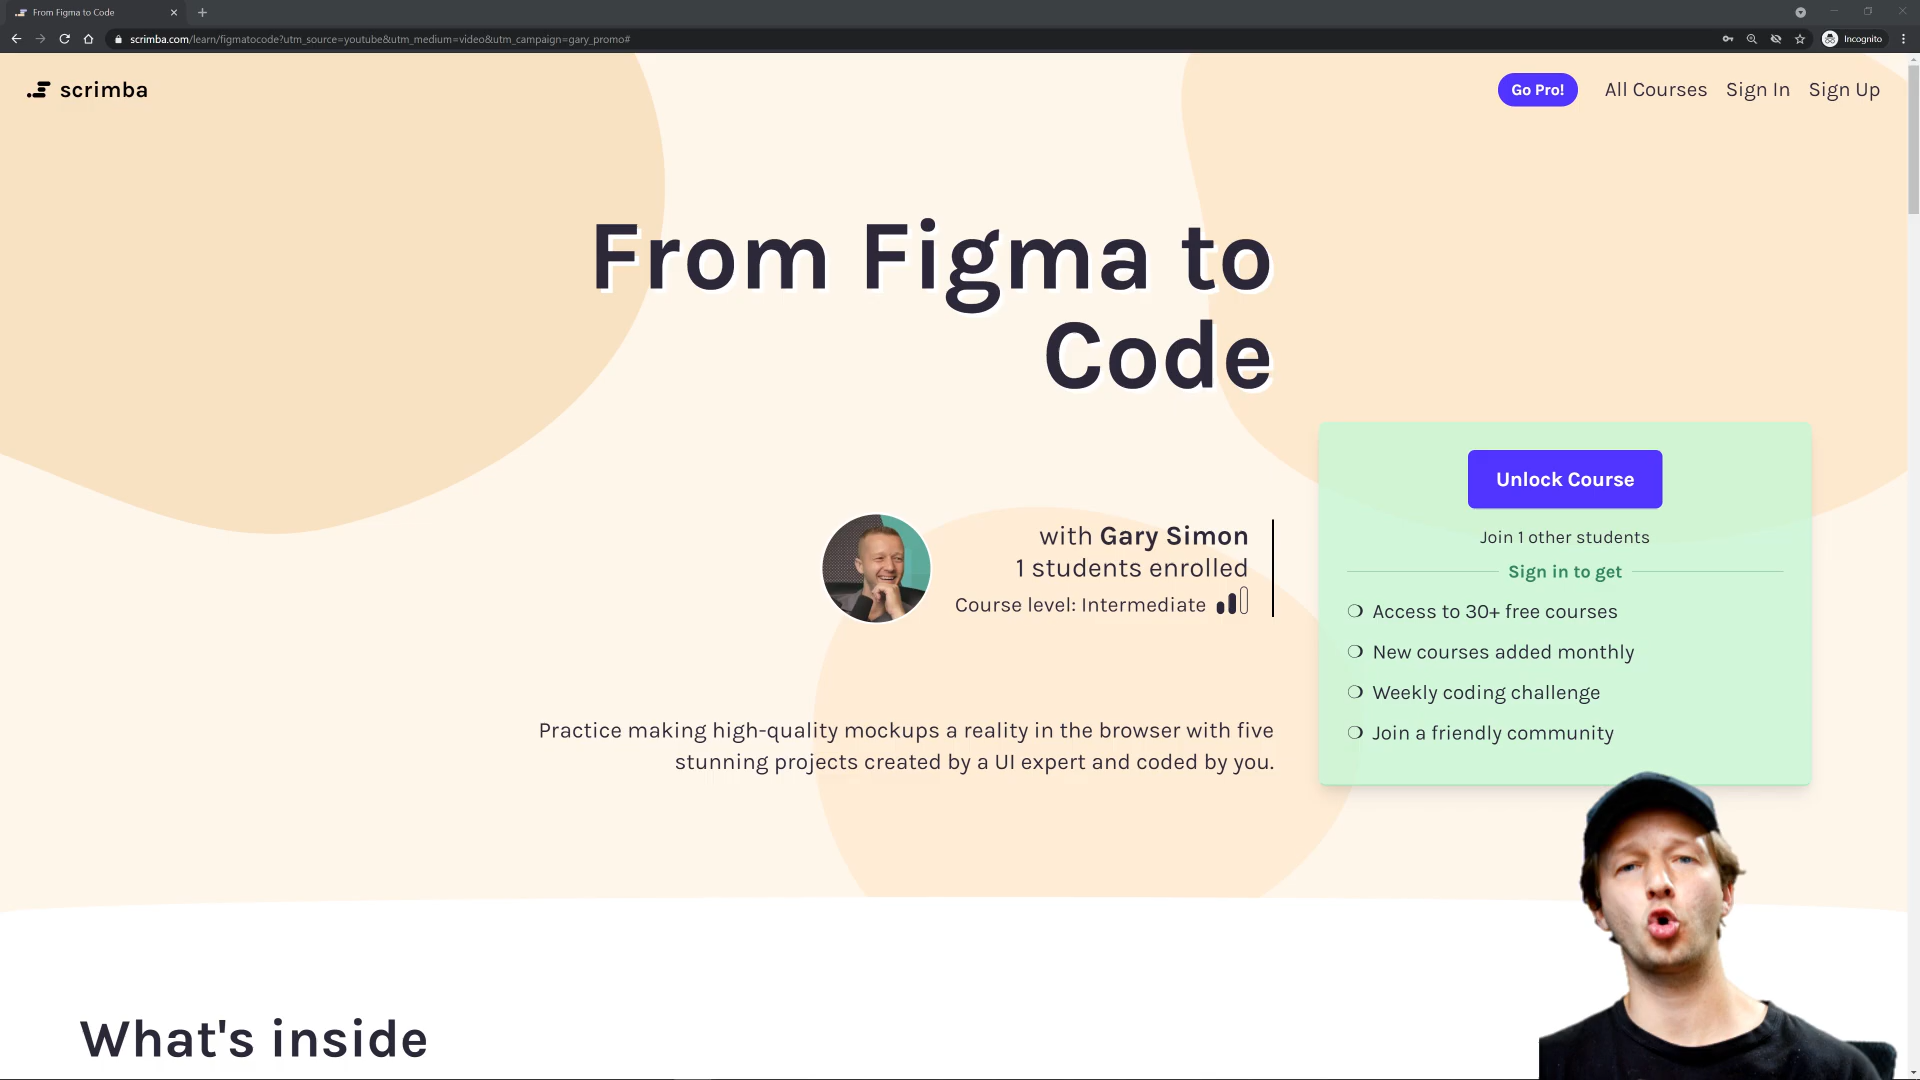 From Figma to Code
scrimba.com/learn/figmatocode?utm_source=youtube&utm_medium=video&utm_campaign=gary_promo#
Incognito
scrimba
Go Pro!
All Courses
Sign In
Sign Up
From Figma to
Code
with Gary Simon
1 students enrolled
Course level: Intermediate
Practice making high-quality mockups a reality in the browser with five
stunning projects created by a UI expert and coded by you.
Unlock Course
Join 1 other students
Sign in to get
Access to 30+ free courses
New courses added monthly
Weekly coding challenge
Join a friendly community
What's inside